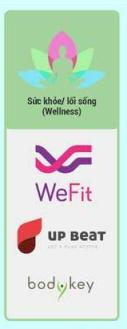 Sức khỏe/ lối sống
(Wellness)
WeFit
UP BEAT
bodykey